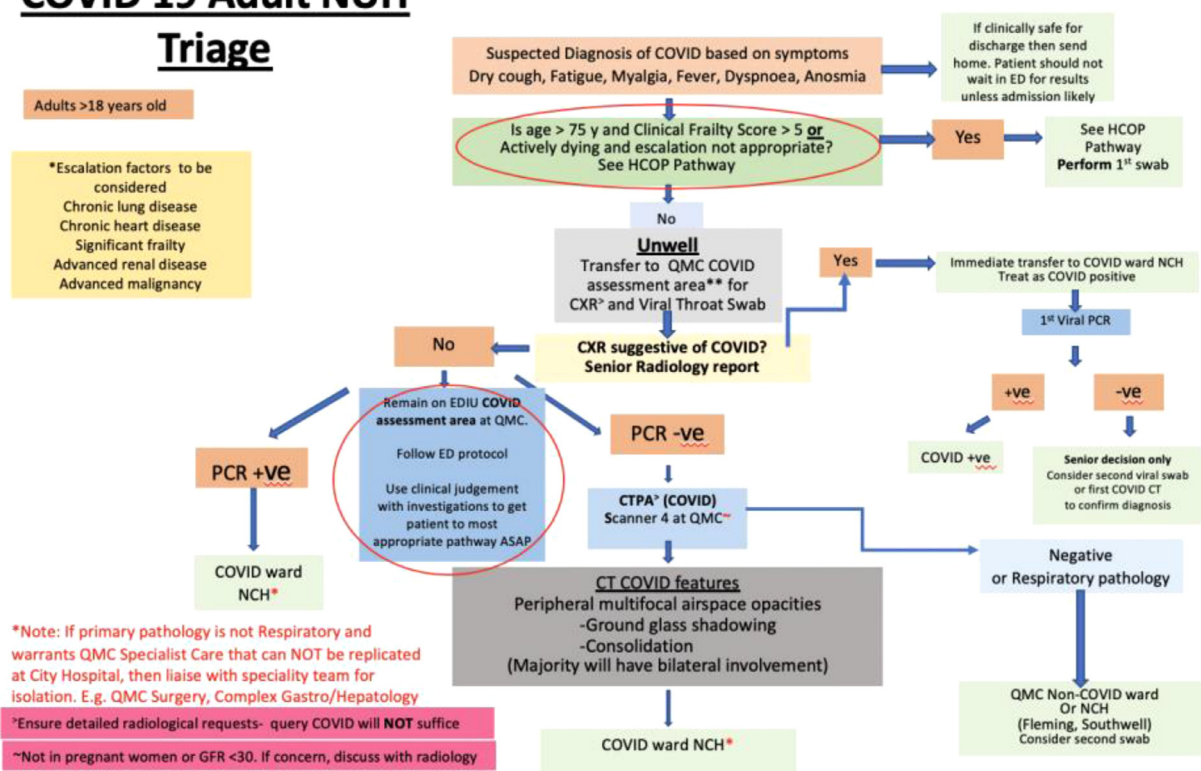 COVID 19 Adult NUH
Triage
Adults >18 years old
*Escalation factors to be
considered
Chronic lung disease
Chronic heart disease
Significant frailty
Advanced renal disease
Advanced malignancy
Suspected Diagnosis of COVID based on symptoms
Dry cough, Fatigue, Myalgia, Fever, Dyspnoea, Anosmia
If clinically safe for
discharge then send
home. Patient should not
wait in ED for results
unless admission likely
Is age > 75 y and Clinical Frailty Score > 5 or
Actively dying and escalation not appropriate?
See HCOP Pathway
Yes
See HCOP
Pathway
Perform 1st swab
No
Unwell
Transfer to QMC COVID
assessment area** for
CXR> and Viral Throat Swab
Yes
Immediate transfer to COVID ward NCH
Treat as COVID positive
1st Viral PCR
+ve
-ve
COVID +ve
Senior decision only
Consider second viral swab
or first COVID CT
to confirm diagnosis
CXR suggestive of COVID?
Senior Radiology report
No
Remain on EDIU COVID
assessment area at QMC.
Follow ED protocol
Use clinical judgement
with investigations to get
patient to most
appropriate pathway ASAP
PCR +ve
COVID ward
NCH*
PCR -ve
CTPA> (COVID)
Scanner 4 at QMC~
Negative
or Respiratory pathology
CT COVID features
Peripheral multifocal airspace opacities
-Ground glass shadowing
-Consolidation
(Majority will have bilateral involvement)
COVID ward NCH*
QMC Non-COVID ward
Or NCH
(Fleming, Southwell)
Consider second swab
*Note: If primary pathology is not Respiratory and
warrants QMC Specialist Care that can NOT be replicated
at City Hospital, then liaise with speciality team for
isolation. E.g. QMC Surgery, Complex Gastro/Hepatology
>Ensure detailed radiological requests- query COVID will NOT suffice
~Not in pregnant women or GFR <30. If concern, discuss with radiology